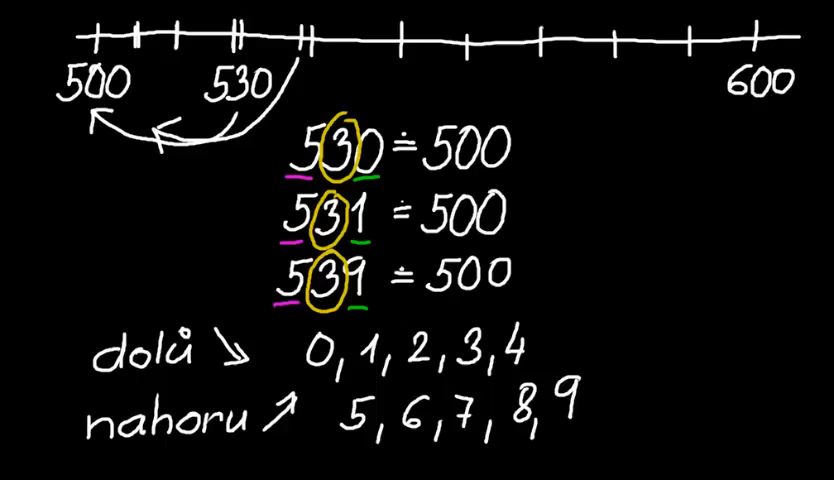 500 530 600
530 ≐ 500
531 ≐ 500
539 ≐ 500
dolů ↘ 0, 1, 2, 3, 4
nahoru ↗ 5, 6, 7, 8, 9